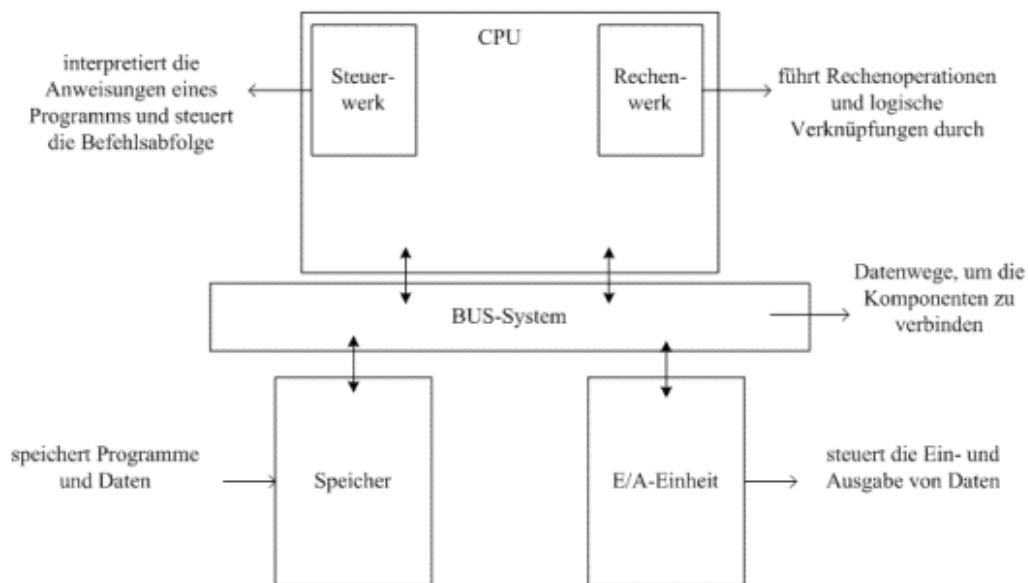 CPU
interpretiert die
Anweisungen eines
Programms und steuert
die Befehlsabfolge
Steuer-
werk
Rechen-
werk
führt Rechenoperationen
und logische
Verknüpfungen durch
BUS-System
Datenwege, um die
Komponenten zu
verbinden
speichert Programme
und Daten
Speicher
E/A-Einheit
steuert die Ein- und
Ausgabe von Daten